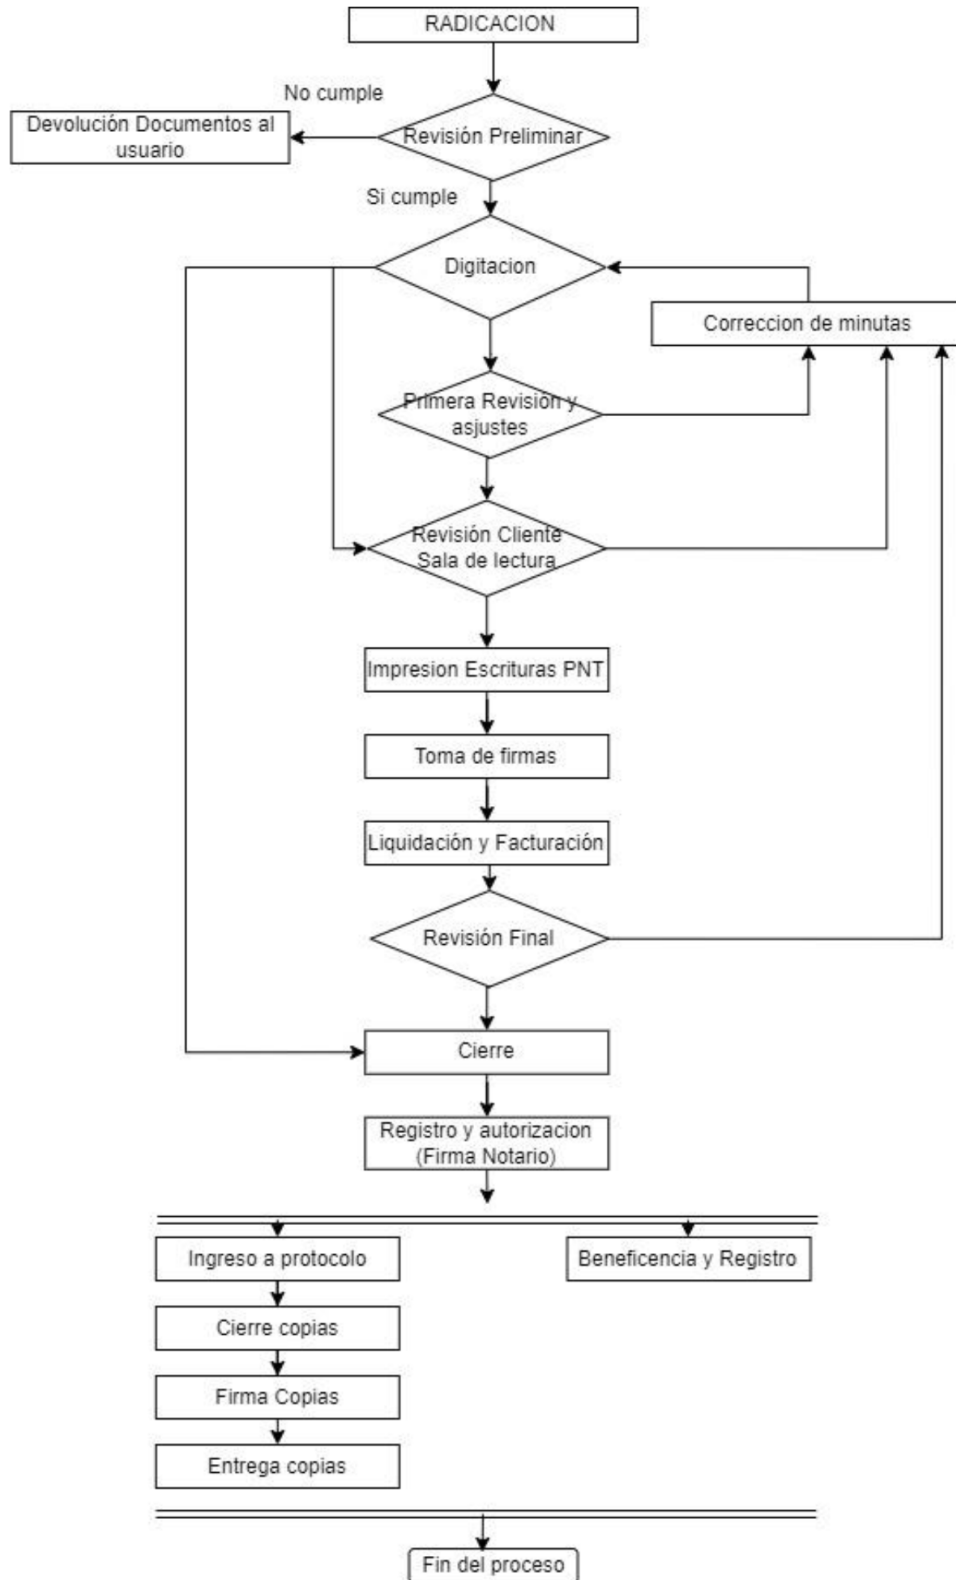 RADICACION
No cumple
Devolución Documentos al
usuario
Revisión Preliminar
Si cumple
Digitacion
Correccion de minutas
Primera Revisión y
asjustes
Revisión Cliente
Sala de lectura
Impresion Escrituras PNT
Toma de firmas
Liquidación y Facturación
Revisión Final
Cierre
Registro y autorizacion
(Firma Notario)
Ingreso a protocolo
Beneficencia y Registro
Cierre copias
Firma Copias
Entrega copias
Fin del proceso